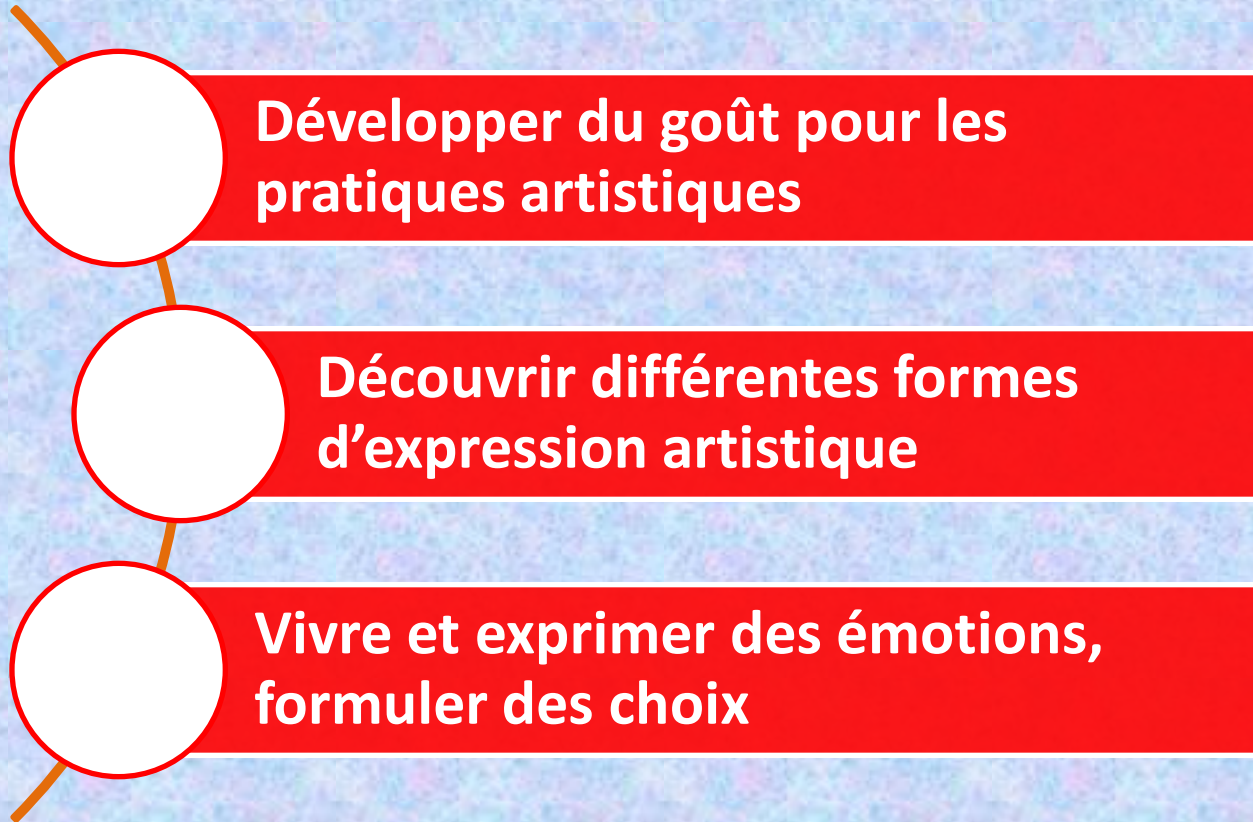 Développer du goût pour les
pratiques artistiques
Découvrir différentes formes
d’expression artistique
Vivre et exprimer des émotions,
formuler des choix